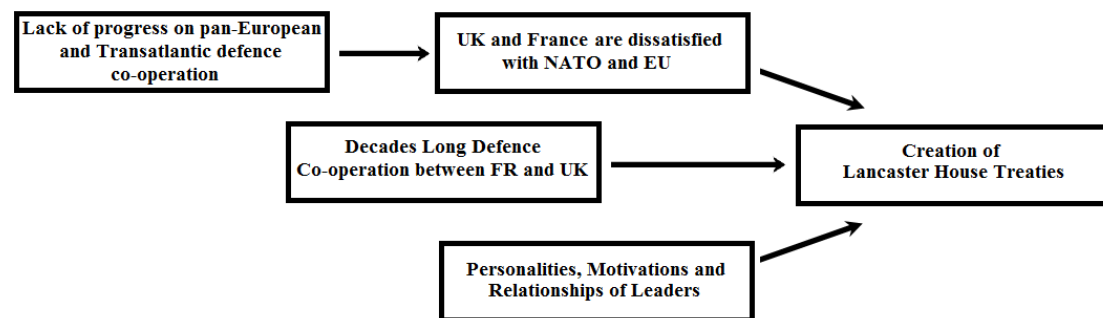 Lack of progress on pan-European
and Transatlantic defence
co-operation
UK and France are dissatisfied
with NATO and EU
Decades Long Defence
Co-operation between FR and UK
Creation of
Lancaster House Treaties
Personalities, Motivations and
Relationships of Leaders